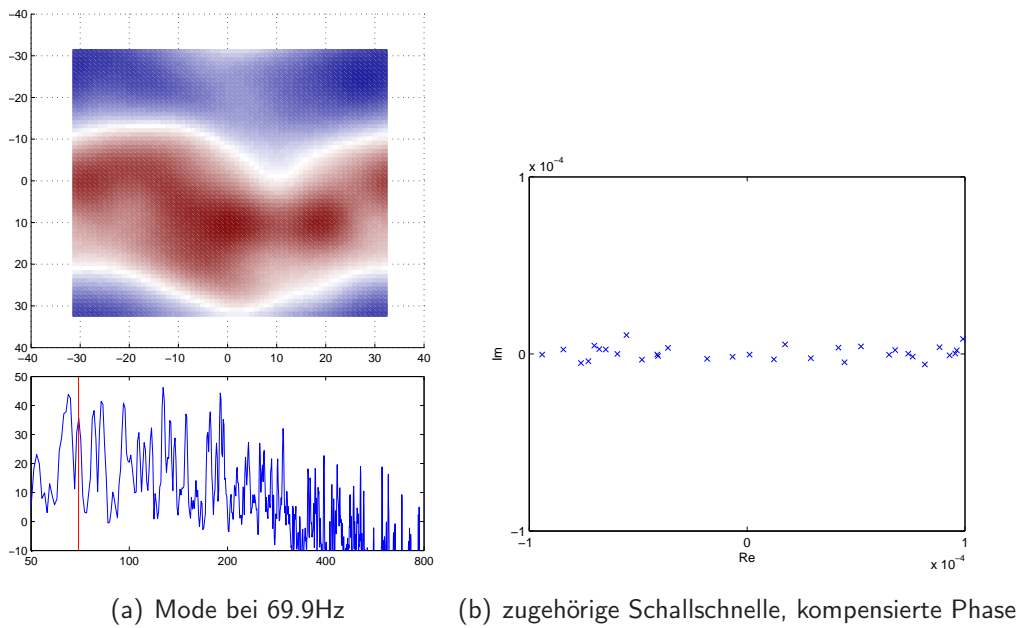 −40
−30
−20
−10
0
10
20
30
40
−40 −30 −20 −10 0 10 20 30 40
50
40
30
20
10
0
−10
50 100 200 400 800
(a) Mode bei 69.9Hz
x 10⁻⁴
1
Im
0
−1
−1 0 1
Re
x 10⁻⁴
(b) zugehörige Schallschnelle, kompensierte Phase